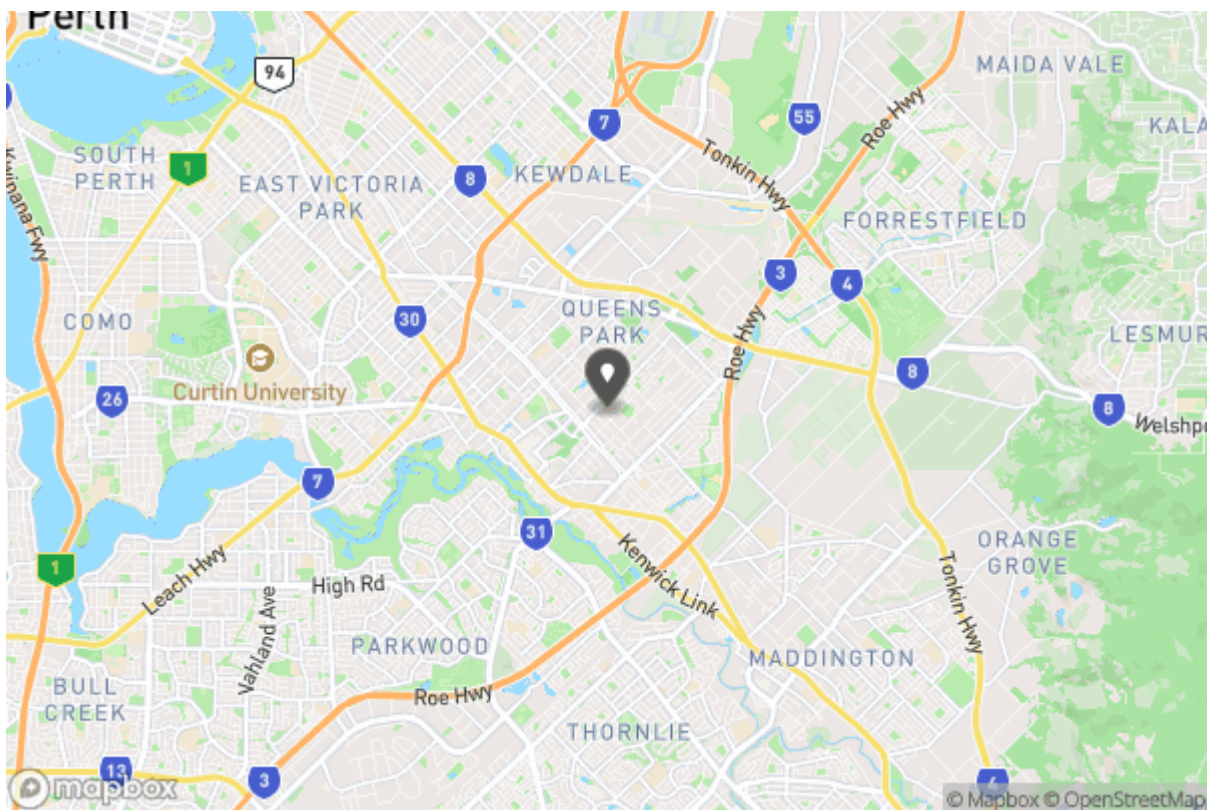 Perth
94
MAIDA VALE
55
7
KALA
SOUTH
PERTH
1
Roe Hwy
Tonkin Hwy
8
KEWDALE
EAST VICTORIA
PARK
Kwinana Fwy
FORRESTFIELD
3
4
QUEENS
PARK
30
COMO
Roe Hwy
LESMUR
Curtin University
8
26
8
Welshpo
7
31
ORANGE
GROVE
1
Leach Hwy
High Rd
Kenwick Link
Tonkin Hwy
Vahland Ave
PARKWOOD
MADDINGTON
BULL
CREEK
Roe Hwy
THORNLIE
13
3
4
mapbox
© Mapbox © OpenStreetMap